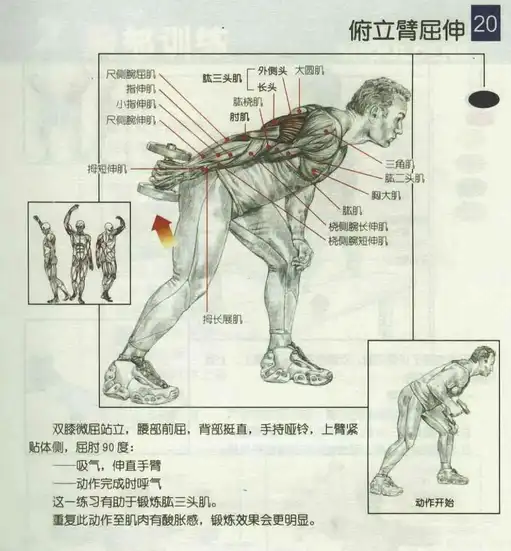 俯立臂屈伸 20
尺侧腕屈肌
指伸肌
小指伸肌
尺侧腕伸肌
拇短伸肌
肱三头肌
外侧头
长头
大圆肌
肱桡肌
肘肌
三角肌
肱二头肌
胸大肌
肱肌
桡侧腕长伸肌
桡侧腕短伸肌
拇长展肌
双膝微屈站立，腰部前屈，背部挺直，手持哑铃，上臂紧
贴体侧，屈肘90度：
——吸气，伸直手臂
——动作完成时呼气
这一练习有助于锻炼肱三头肌。
重复此动作至肌肉有酸胀感，锻炼效果会更明显。
动作开始